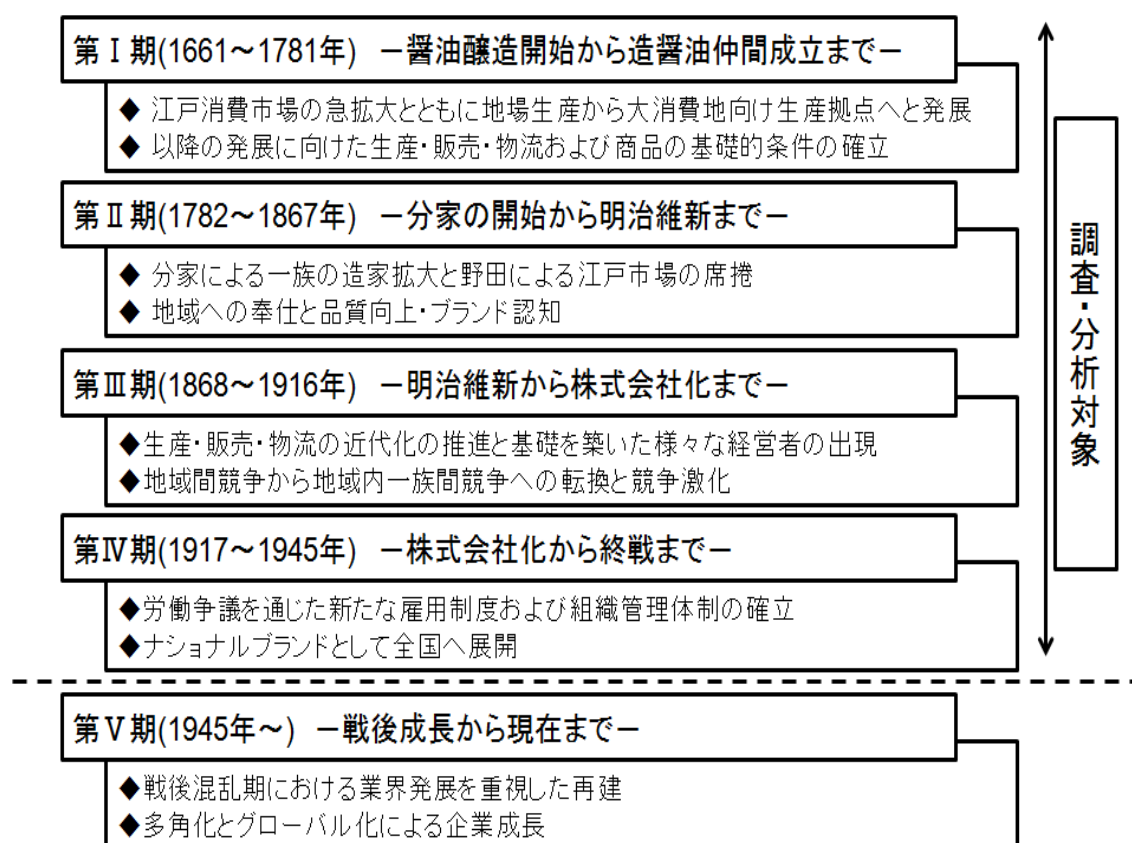 第Ⅰ期(1661～1781年)　－醤油醸造開始から造醤油仲間成立まで－
◆ 江戸消費市場の急拡大とともに地場生産から大消費地向け生産拠点へと発展
◆ 以降の発展に向けた生産・販売・物流および商品の基礎的条件の確立
第Ⅱ期(1782～1867年)　－分家の開始から明治維新まで－
◆ 分家による一族の造家拡大と野田による江戸市場の席捲
◆ 地域への奉仕と品質向上・ブランド認知
第Ⅲ期(1868～1916年)　－明治維新から株式会社化まで－
◆生産・販売・物流の近代化の推進と基礎を築いた様々な経営者の出現
◆地域間競争から地域内一族間競争への転換と競争激化
第Ⅳ期(1917～1945年)　－株式会社化から終戦まで－
◆労働争議を通じた新たな雇用制度および組織管理体制の確立
◆ナショナルブランドとして全国へ展開
第Ⅴ期(1945年～)　－戦後成長から現在まで－
◆戦後混乱期における業界発展を重視した再建
◆多角化とグローバル化による企業成長
調査・分析対象